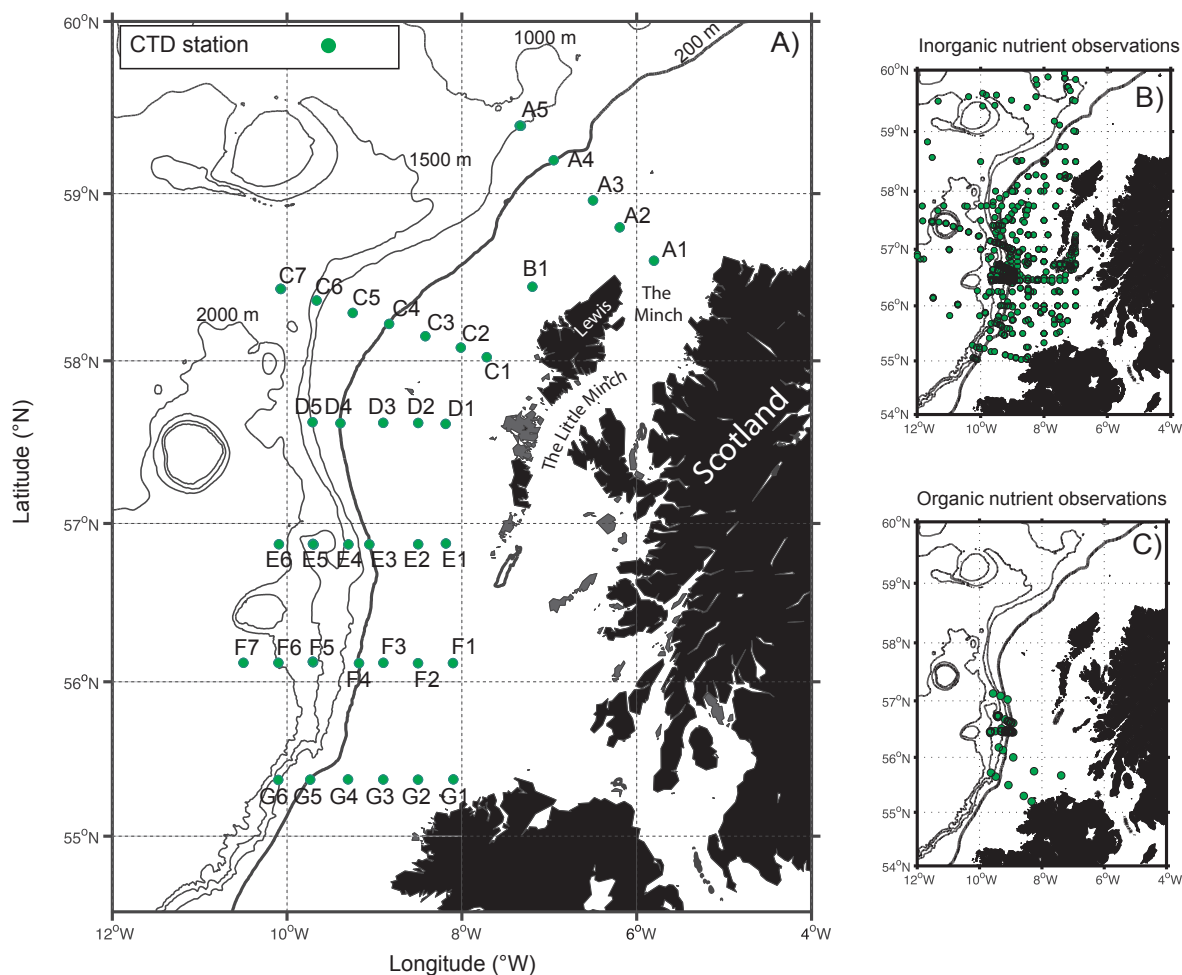 CTD station
A)
1000 m
200 m
60°N
A5
A4
1500 m
59°N
A3
A2
A1
B1
The
Minch
Lewis
C7
C6
C5
C4
C3
C2
C1
2000 m
58°N
The Little Minch
D5 D4 D3 D2 D1
Scotland
57°N
E6 E5 E4 E3 E2 E1
F7 F6 F5 F3 F1
F4 F2
56°N
G6 G5 G4 G3 G2 G1
55°N
12°W 10°W 8°W 6°W 4°W
Latitude (°N)
Longitude (°W)
Inorganic nutrient observations
B)
60°N
59°N
58°N
57°N
56°N
55°N
54°N
12°W 10°W 8°W 6°W 4°W
Organic nutrient observations
C)
60°N
59°N
58°N
57°N
56°N
55°N
54°N
12°W 10°W 8°W 6°W 4°W